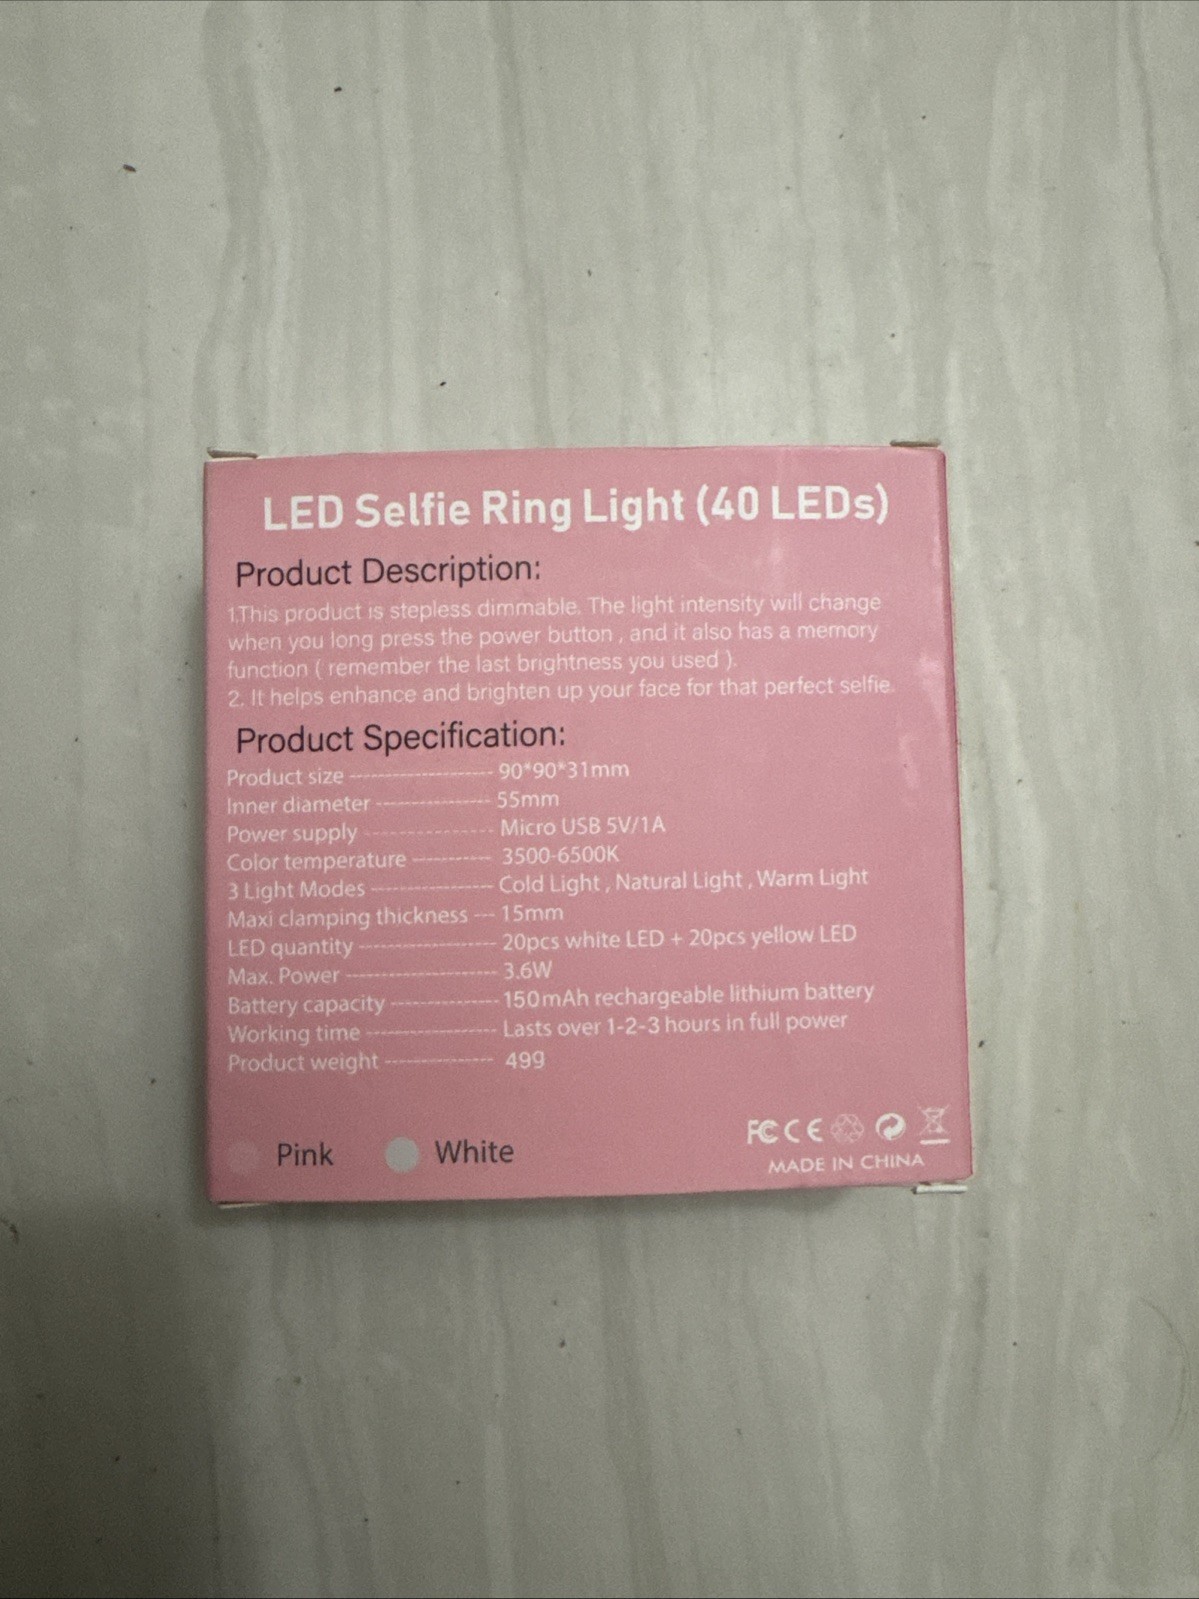 LED Selfie Ring Light (40 LEDs)
Product Description:
1.This product is stepless dimmable. The light intensity will change
when you long press the power button , and it also has a memory
function ( remember the last brightness you used ).
2. It helps enhance and brighten up your face for that perfect selfie.
Product Specification:
Product size ------------------- 90*90*31mm
Inner diameter --------------- 55mm
Power supply ----------------- Micro USB 5V/1A
Color temperature ---------- 3500-6500K
3 Light Modes ---------------- Cold Light , Natural Light , Warm Light
Maxi clamping thickness --- 15mm
LED quantity ------------------ 20pcs white LED + 20pcs yellow LED
Max. Power -------------------- 3.6W
Battery capacity -------------- 150mAh rechargeable lithium battery
Working time ----------------- Lasts over 1-2-3 hours in full power
Product weight --------------- 49g
Pink White
FC CE
MADE IN CHINA